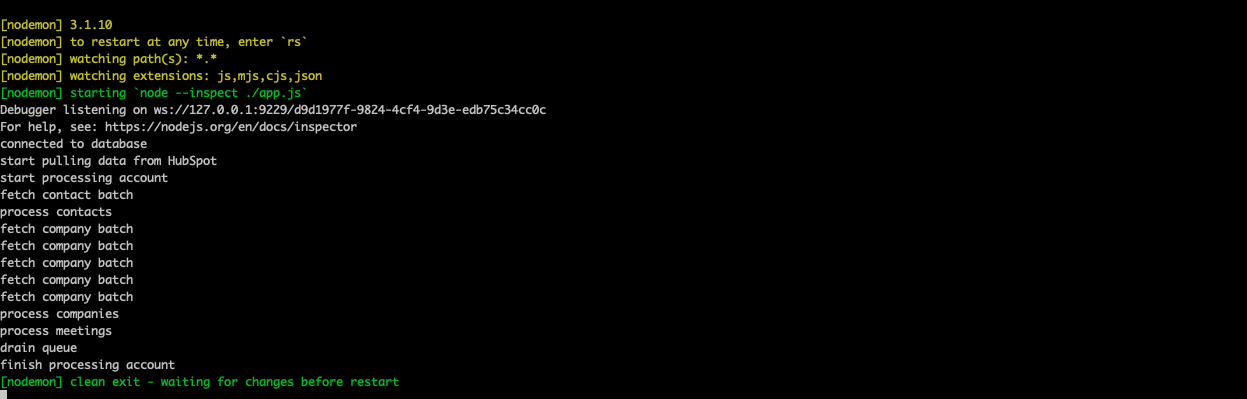 [nodemon] 3.1.10
[nodemon] to restart at any time, enter `rs`
[nodemon] watching path(s): *.*
[nodemon] watching extensions: js,mjs,cjs,json
[nodemon] starting `node --inspect ./app.js`
Debugger listening on ws://127.0.0.1:9229/d9d1977f-9824-4cf4-9d3e-edb75c34cc0c
For help, see: https://nodejs.org/en/docs/inspector
connected to database
start pulling data from HubSpot
start processing account
fetch contact batch
process contacts
fetch company batch
fetch company batch
fetch company batch
fetch company batch
fetch company batch
process companies
process meetings
drain queue
finish processing account
[nodemon] clean exit - waiting for changes before restart